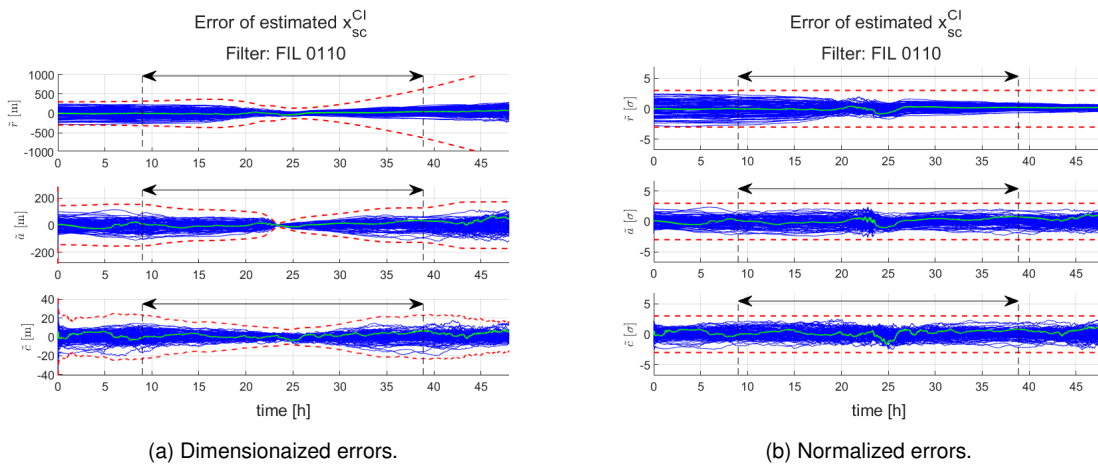 Error of estimated x_sc^CI
Filter: FIL 0110
1000
500
0
-500
-1000
r̃ [m]
0 5 10 15 20 25 30 35 40 45
200
0
-200
ã [m]
0 5 10 15 20 25 30 35 40 45
40
20
0
-20
-40
c̃ [m]
0 5 10 15 20 25 30 35 40 45
time [h]
(a) Dimensionaized errors.
Error of estimated x_sc^CI
Filter: FIL 0110
5
0
-5
r̃ [σ]
0 5 10 15 20 25 30 35 40 45
5
0
-5
ã [σ]
0 5 10 15 20 25 30 35 40 45
5
0
-5
c̃ [σ]
0 5 10 15 20 25 30 35 40 45
time [h]
(b) Normalized errors.